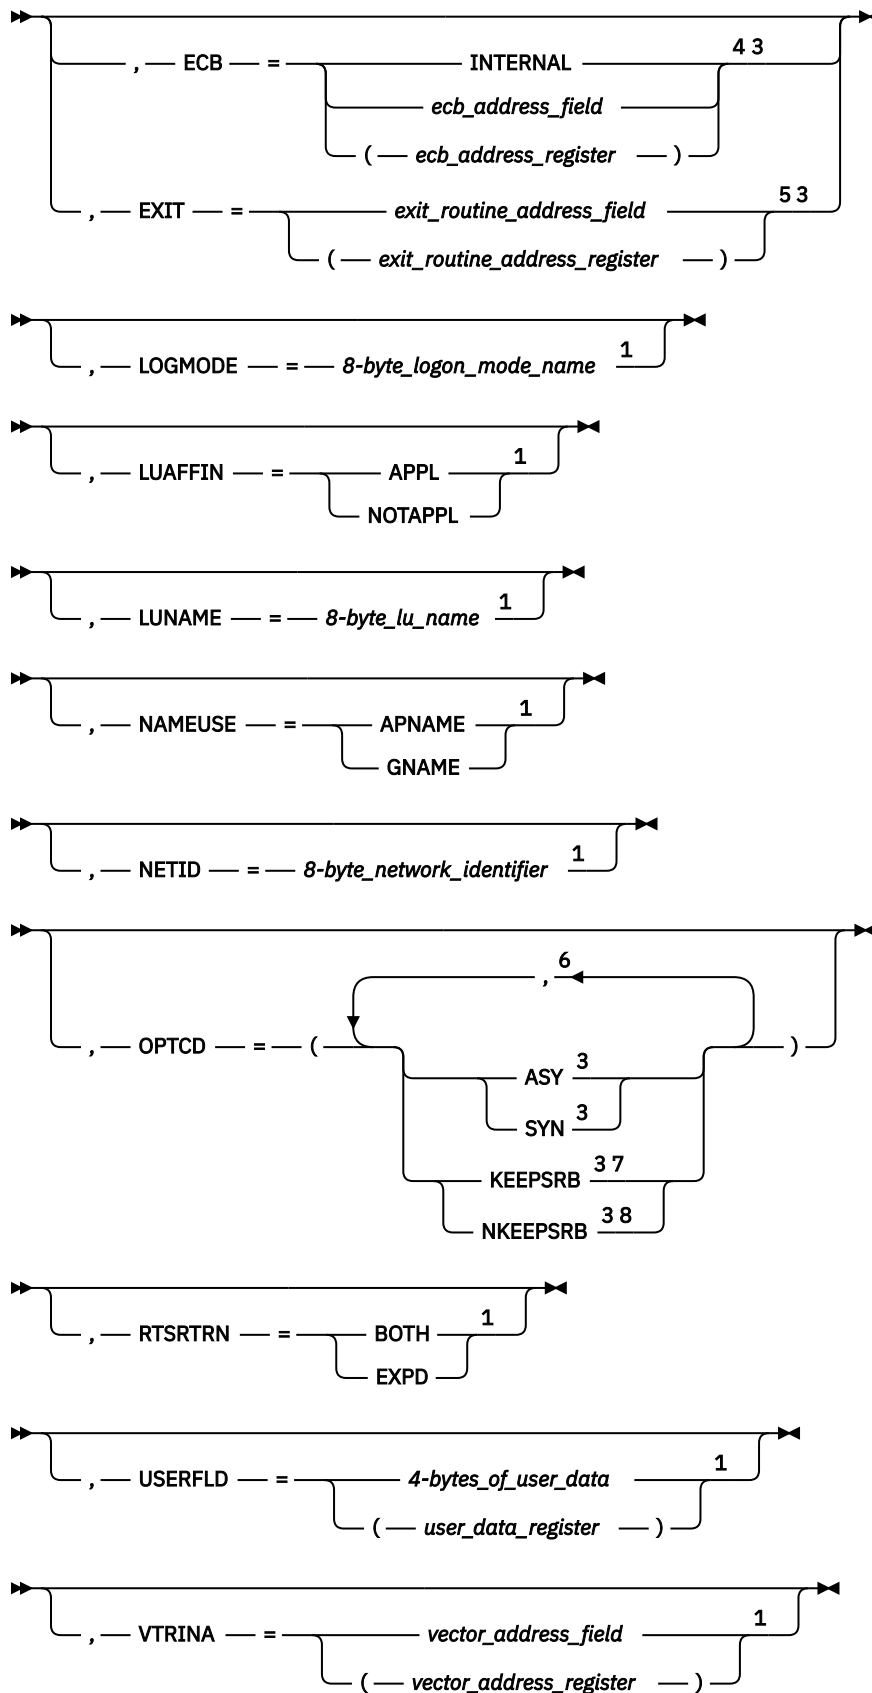 , ECB = INTERNAL 4 3
ecb_address_field
( ecb_address_register )
, EXIT = exit_routine_address_field 5 3
( exit_routine_address_register )
, LOGMODE = 8-byte_logon_mode_name 1
, LUAFFIN = APPL 1
NOTAPPL
, LUNAME = 8-byte_lu_name 1
, NAMEUSE = APNAME 1
GNAME
, NETID = 8-byte_network_identifier 1
, 6
, OPTCD = ( )
ASY 3
SYN 3
KEEPSRB 3 7
NKEEPSRB 3 8
, RTSRTRN = BOTH 1
EXPD
, USERFLD = 4-bytes_of_user_data 1
( user_data_register )
, VTRINA = vector_address_field 1
( vector_address_register )